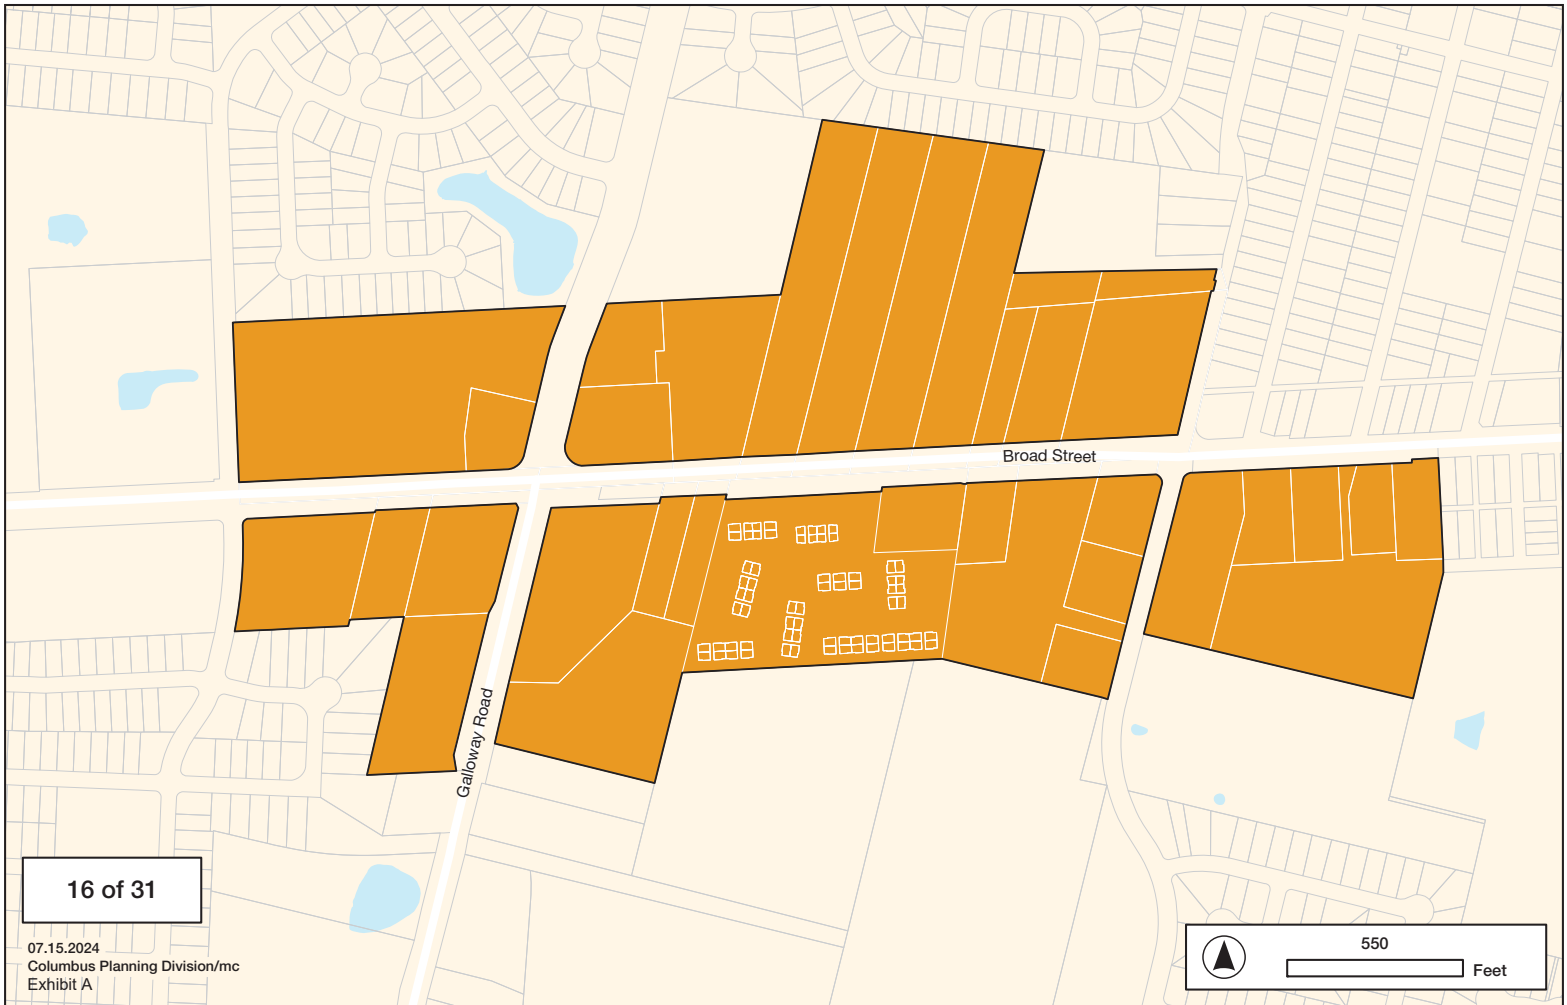 Broad Street
Galloway Road
16 of 31
07.15.2024
Columbus Planning Division/mc
Exhibit A
550
Feet